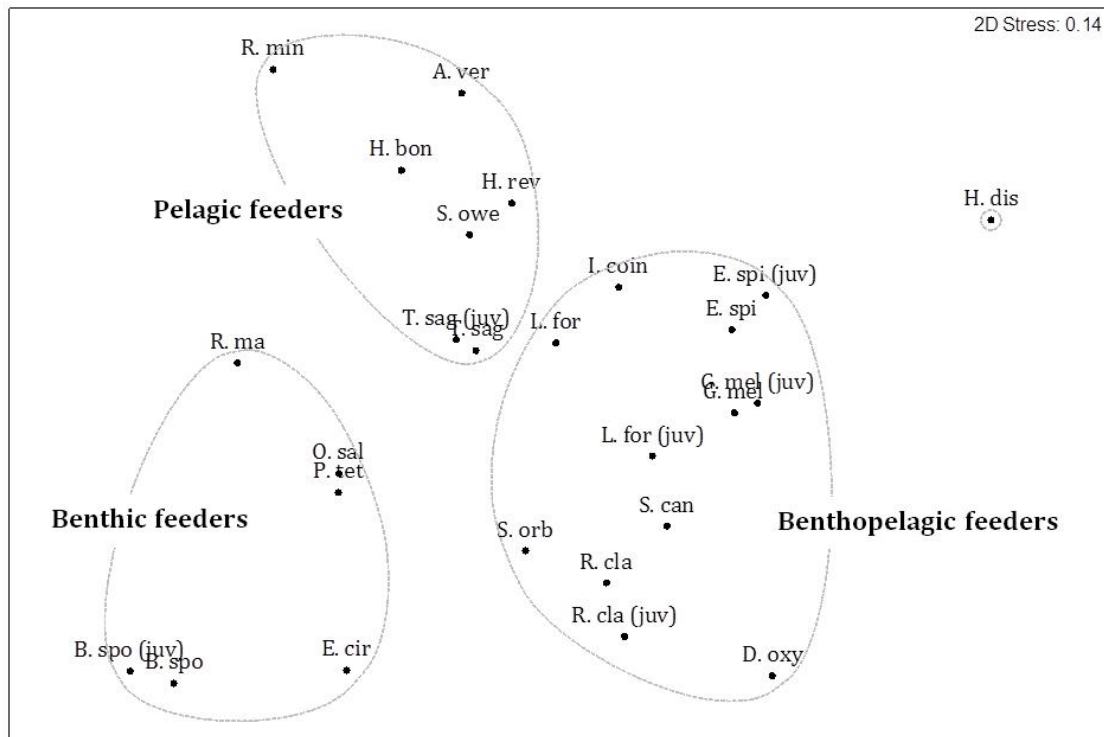 2D Stress: 0.14
R. min
A. ver
H. bon
H. rev
Pelagic feeders
S. owe
H. dis
I. coin
E. spi (juv)
E. spi
T. sag (juv)
T. sag
L. for
R. ma
G. mel (juv)
G. mel
L. for (juv)
O. sal
P. tet
Benthic feeders
S. can
Benthopelagic feeders
S. orb
R. cla
R. cla (juv)
B. spo (juv)
B. spo
E. cir
D. oxy